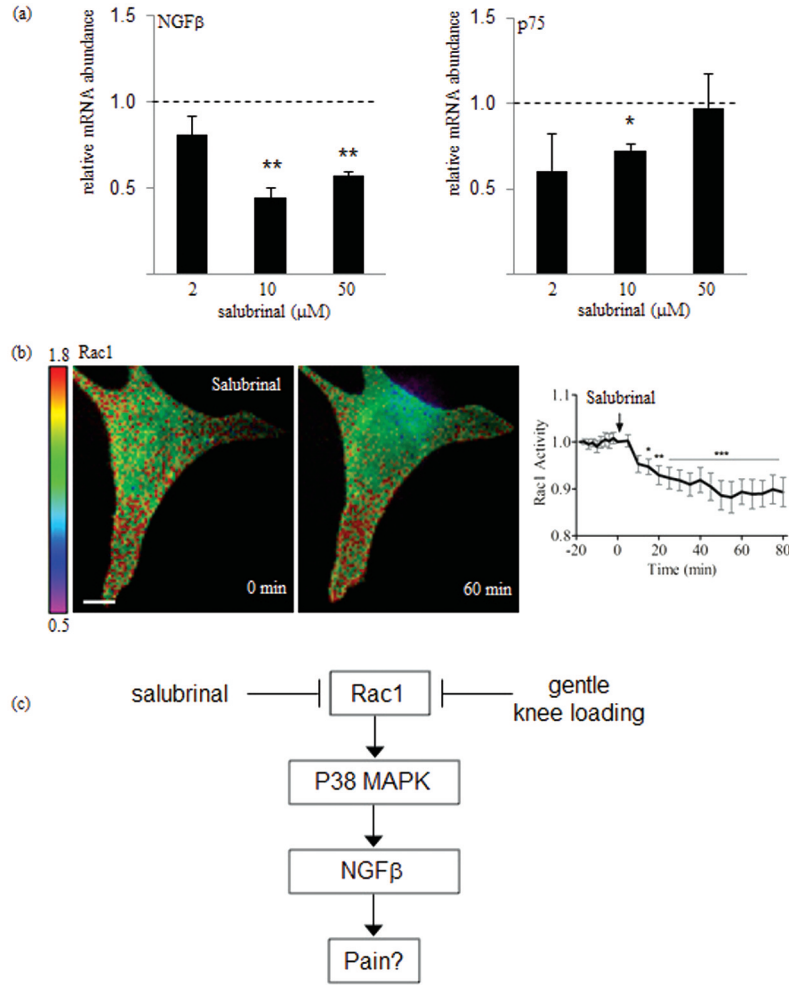 (a)
NGFβ
relative mRNA abundance
1.5
1.0
0.5
**
**
2 10 50
salubrinal (μM)
p75
relative mRNA abundance
1.5
1.0
0.5
*
2 10 50
salubrinal (μM)
(b)
1.8
Rac1
0.5
Salubrinal
0 min
60 min
Salubrinal
Rac1 Activity
1.1
1.0
0.9
0.8
* ** ***
-20 0 20 40 60 80
Time (min)
(c)
salubrinal
Rac1
gentle
knee loading
P38 MAPK
NGFβ
Pain?